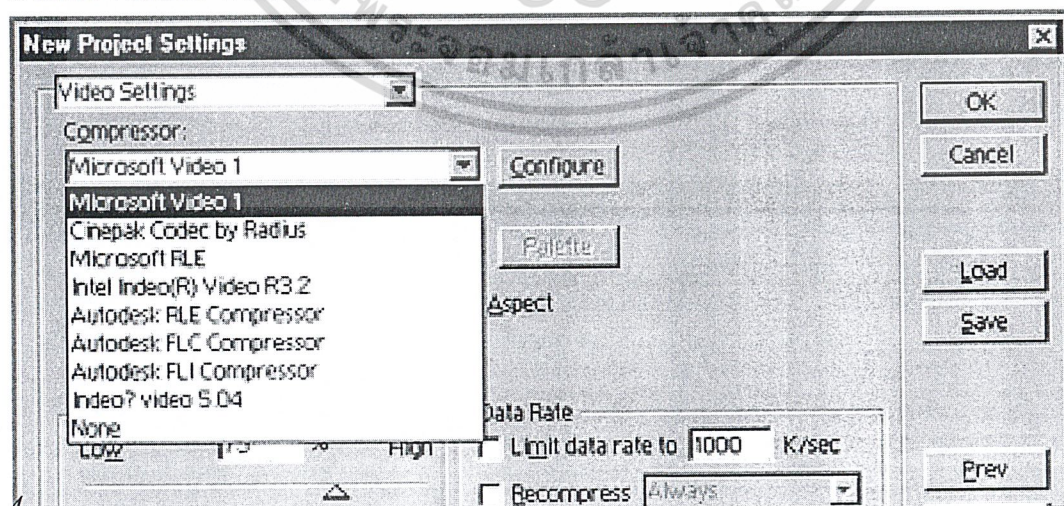 New Project Settings
Video Settings
OK
Compressor:
Cancel
Microsoft Video 1
Configure
Microsoft Video 1
Cinepak Codec by Radius
Palette
Microsoft RLE
Load
Intel Indeo(R) Video R3.2
Aspect
Autodesk RLE Compressor
Save
Autodesk FLC Compressor
Autodesk FLI Compressor
Indeo? video 5.04
Data Rate
None
Low % High
Limit data rate to 1000 K/sec
Prev
Recompress Always